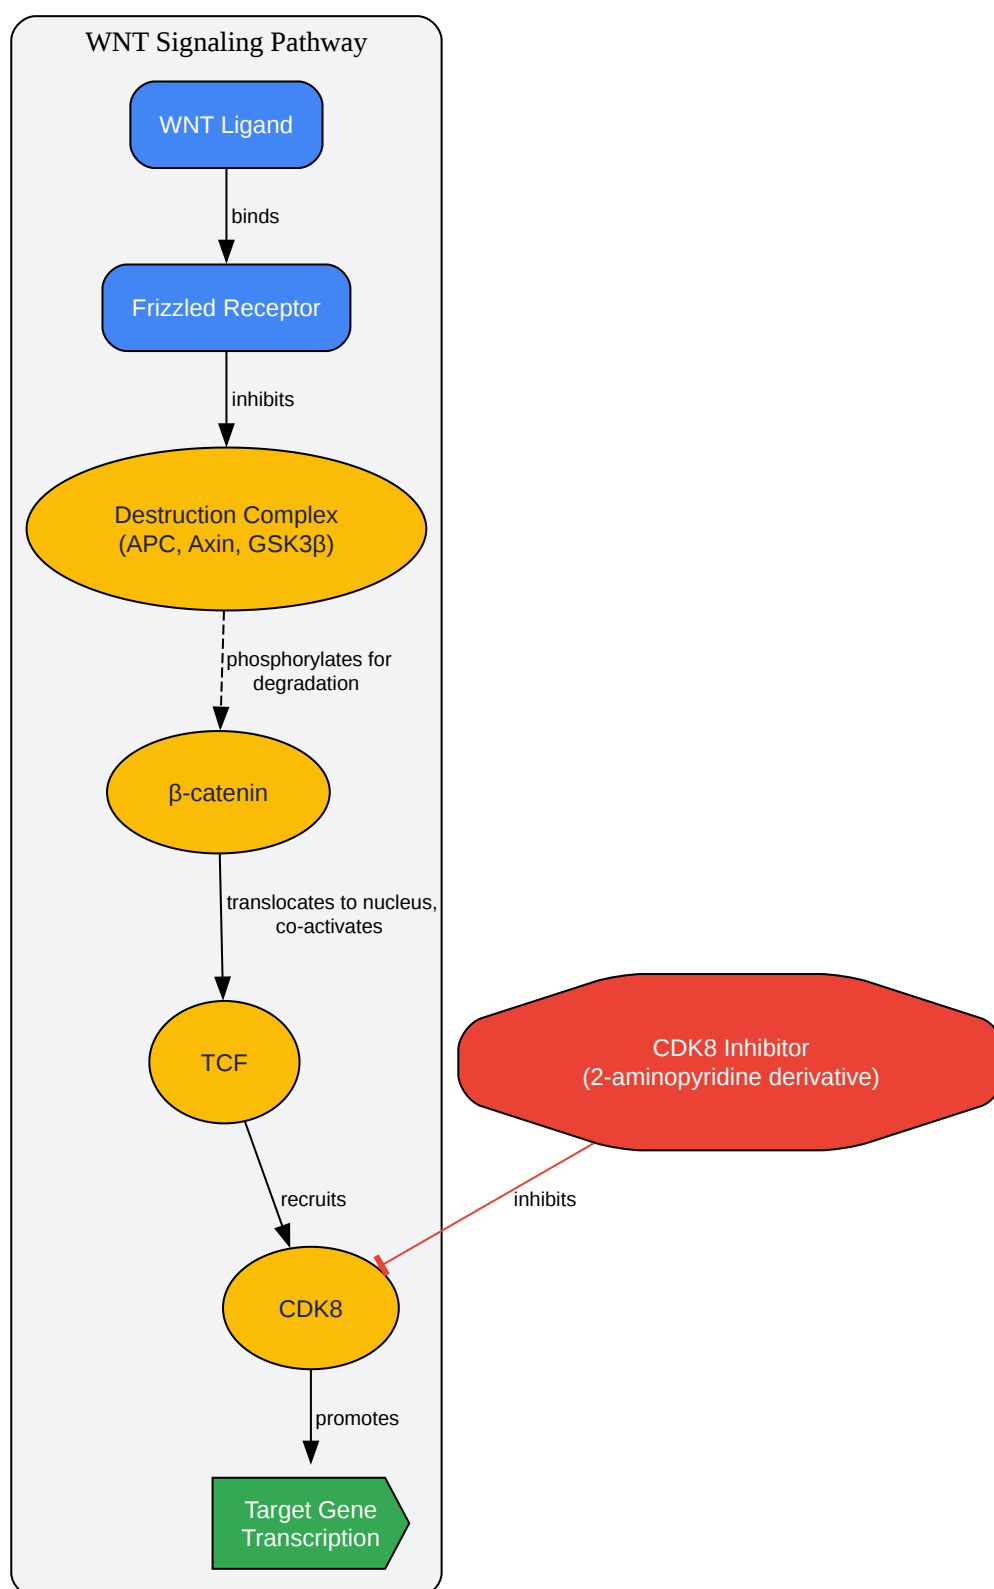 WNT Signaling Pathway
WNT Ligand
binds
Frizzled Receptor
inhibits
Destruction Complex
(APC, Axin, GSK3β)
phosphorylates for
degradation
β-catenin
translocates to nucleus,
co-activates
TCF
CDK8 Inhibitor
(2-aminopyridine derivative)
recruits
inhibits
CDK8
promotes
Target Gene
Transcription